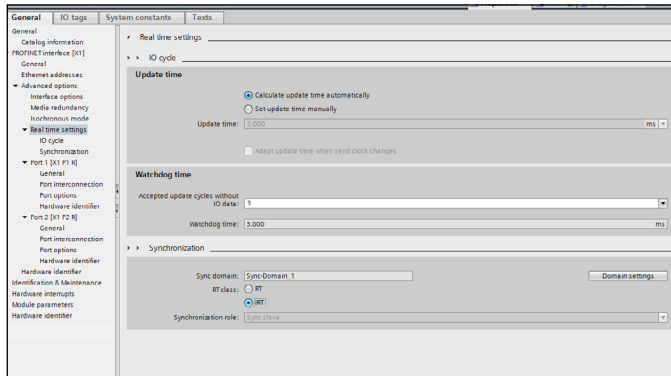 General IO tags System constants Texts
General
Catalog information
PROFINET interface [X1]
General
Ethernet addresses
Advanced options
Interface options
Media redundancy
Isochronous mode
Real time settings
IO cycle
Synchronization
Port 1 [X1 P1 R]
General
Port interconnection
Port options
Hardware identifier
Port 2 [X1 P2 R]
General
Port interconnection
Port options
Hardware identifier
Hardware identifier
Identification & Maintenance
Hardware interrupts
Module parameters
Hardware identifier
Real time settings
IO cycle
Update time
Calculate update time automatically
Set update time manually
Update time: 1.000 ms
Adapt update time when send clock changes
Watchdog time
Accepted update cycles without
IO data: 3
Watchdog time: 3.000 ms
Synchronization
Sync domain: Sync-Domain_1 Domain settings
RT class: RT
IRT
Synchronization role: Sync slave